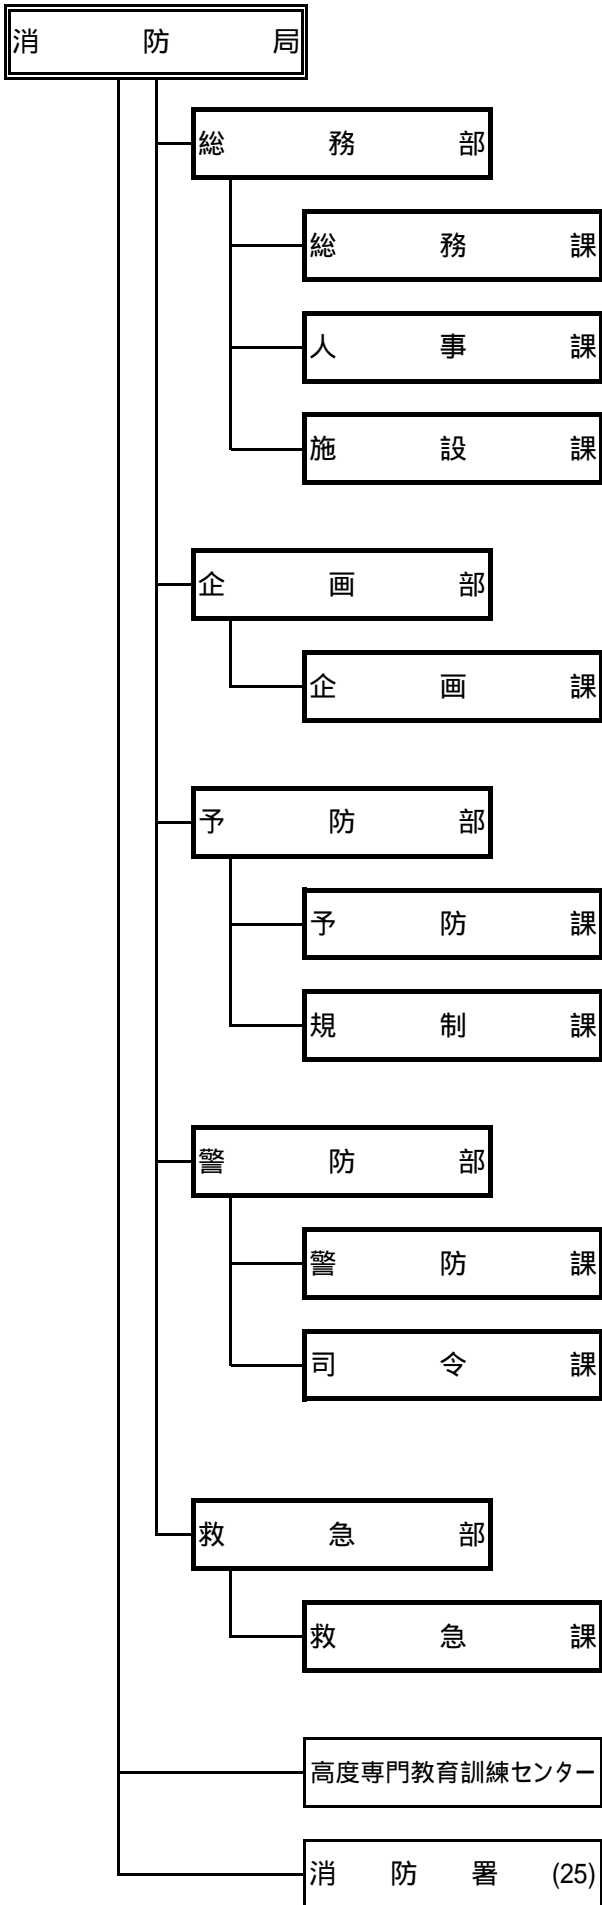 消防局
総務部
総務課
人事課
施設課
企画部
企画課
予防部
予防課
規制課
警防部
警防課
司令課
救急部
救急課
高度専門教育訓練センター
消防署(25)